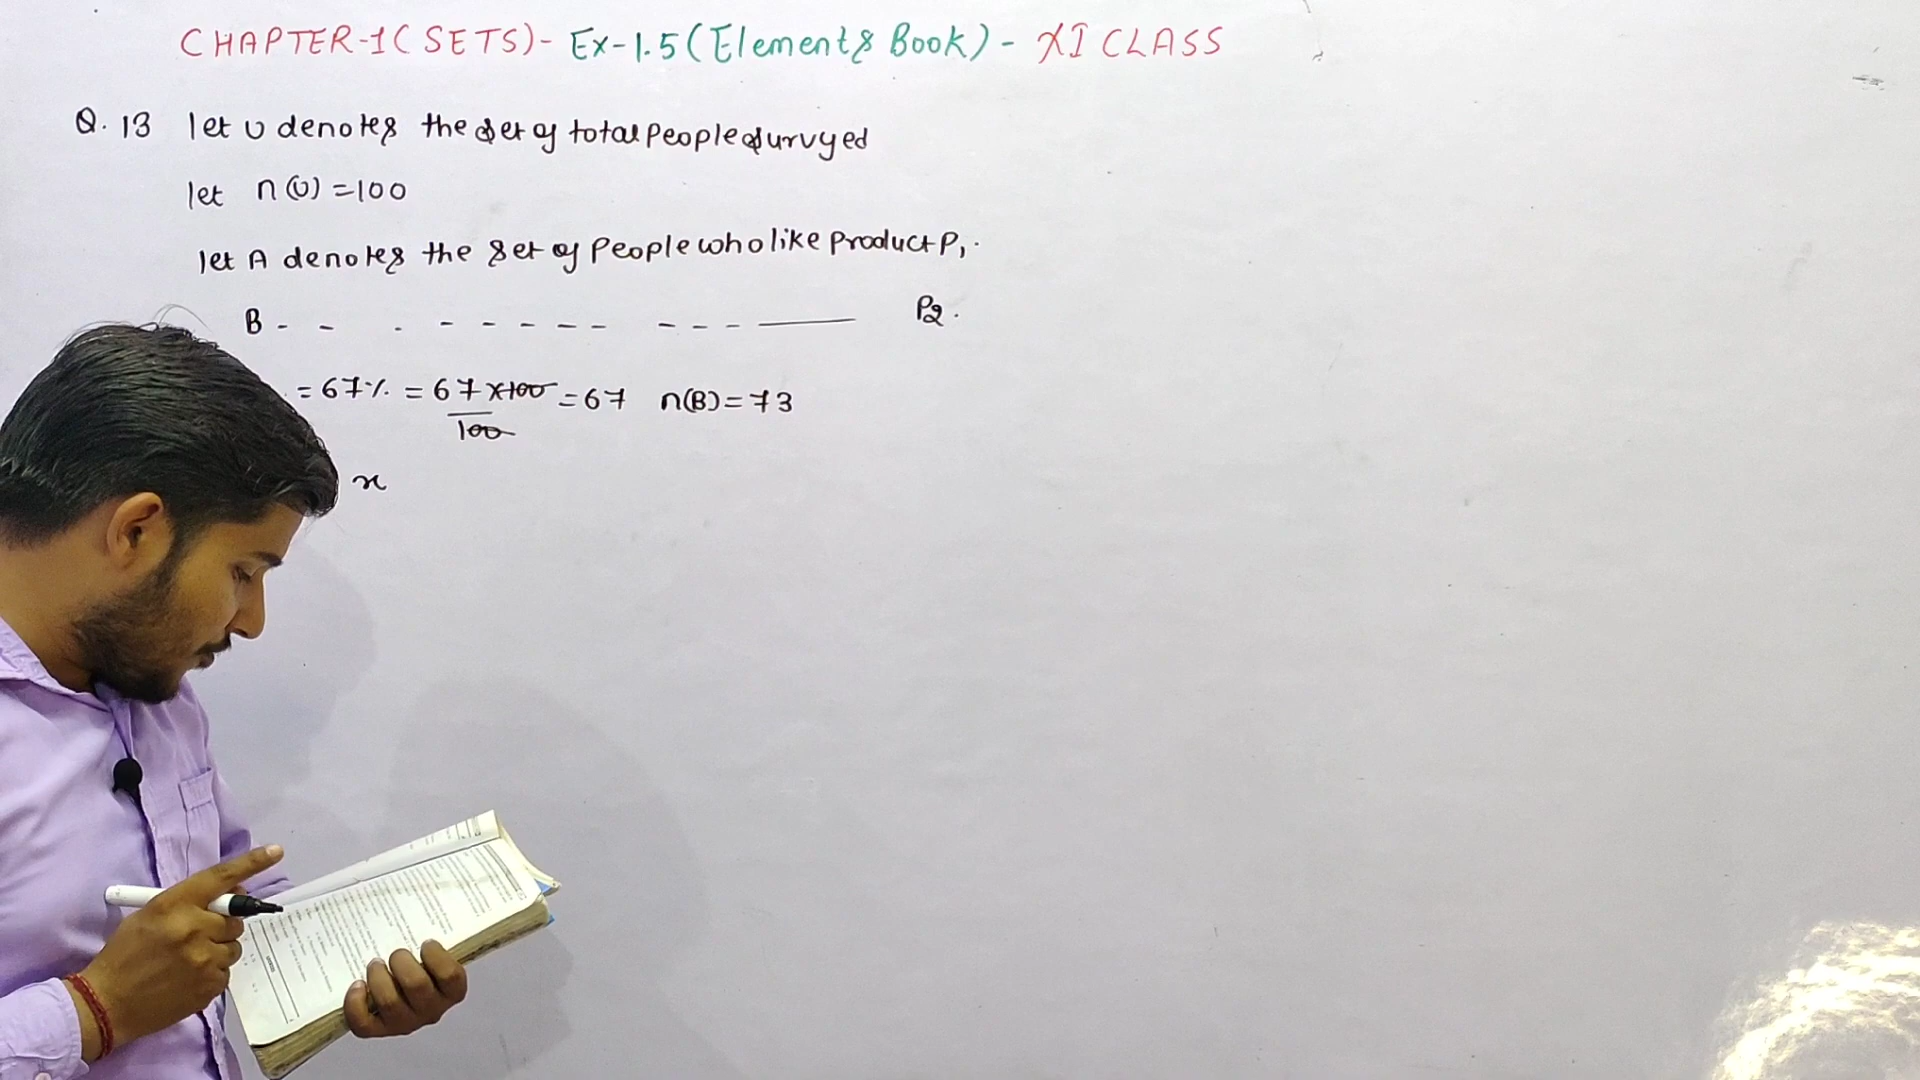 CHAPTER-1(SETS)- Ex-1.5(Elements Book)- XI CLASS
Q.13 let U denotes the set of total People survyed
let n(U)=100
let A denotes the set of People who like Product P1.
B - - . - - - - - - - - —— P2.
= 67% = 67×100/100 = 67 n(B)=73
x